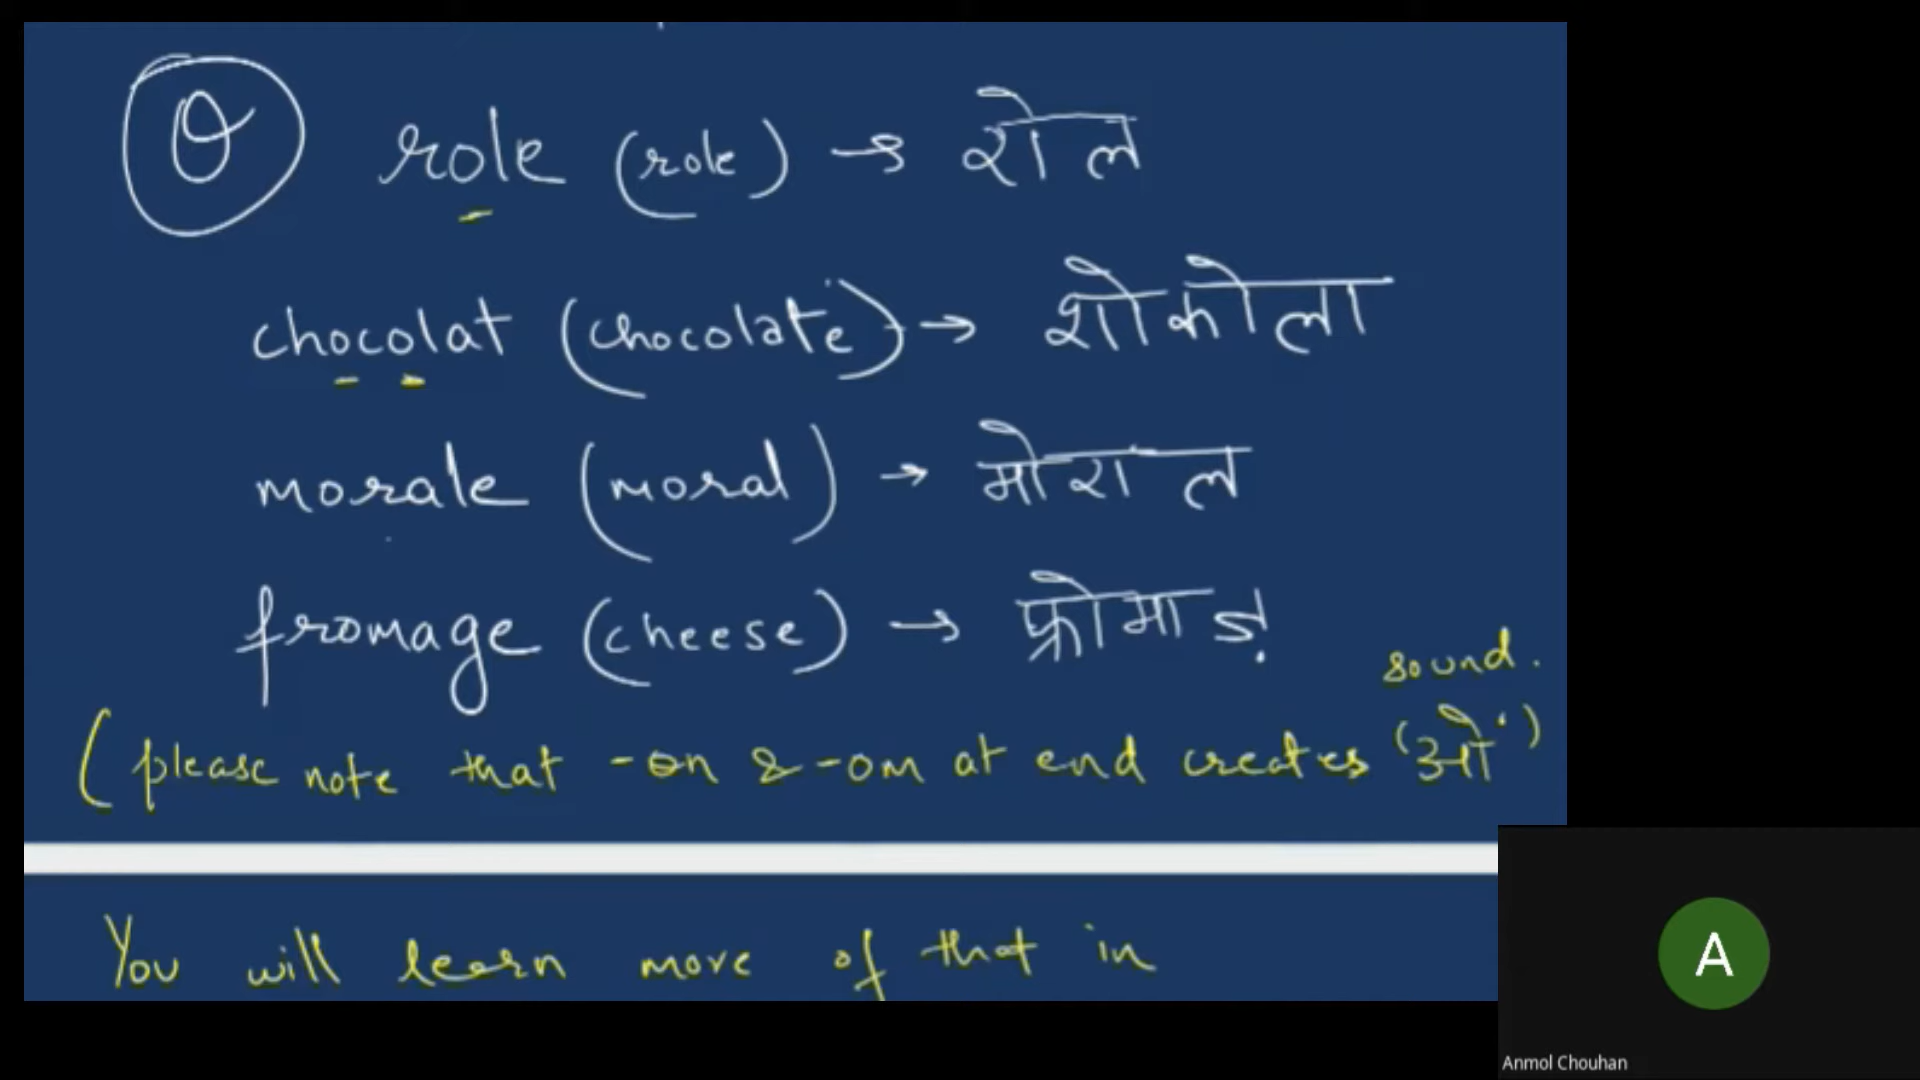 O role (role) → रोल
chocolat (chocolate) → शोकोला
morale (moral) → मोराल
fromage (cheese) → फ्रोमाज़
sound.
(please note that -on & -om at end creates (ओं)
You will learn more of that in
A
Anmol Chouhan